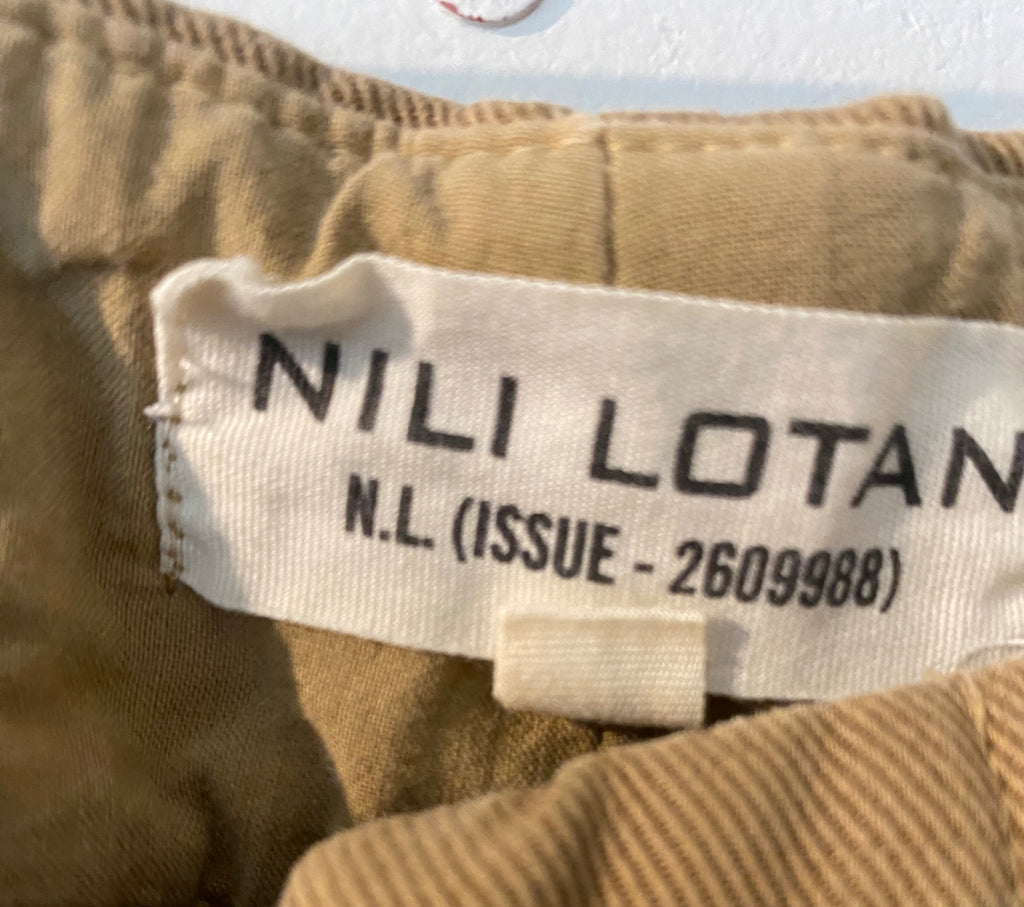 NILI LOTAN
N.L. (ISSUE - 2609988)